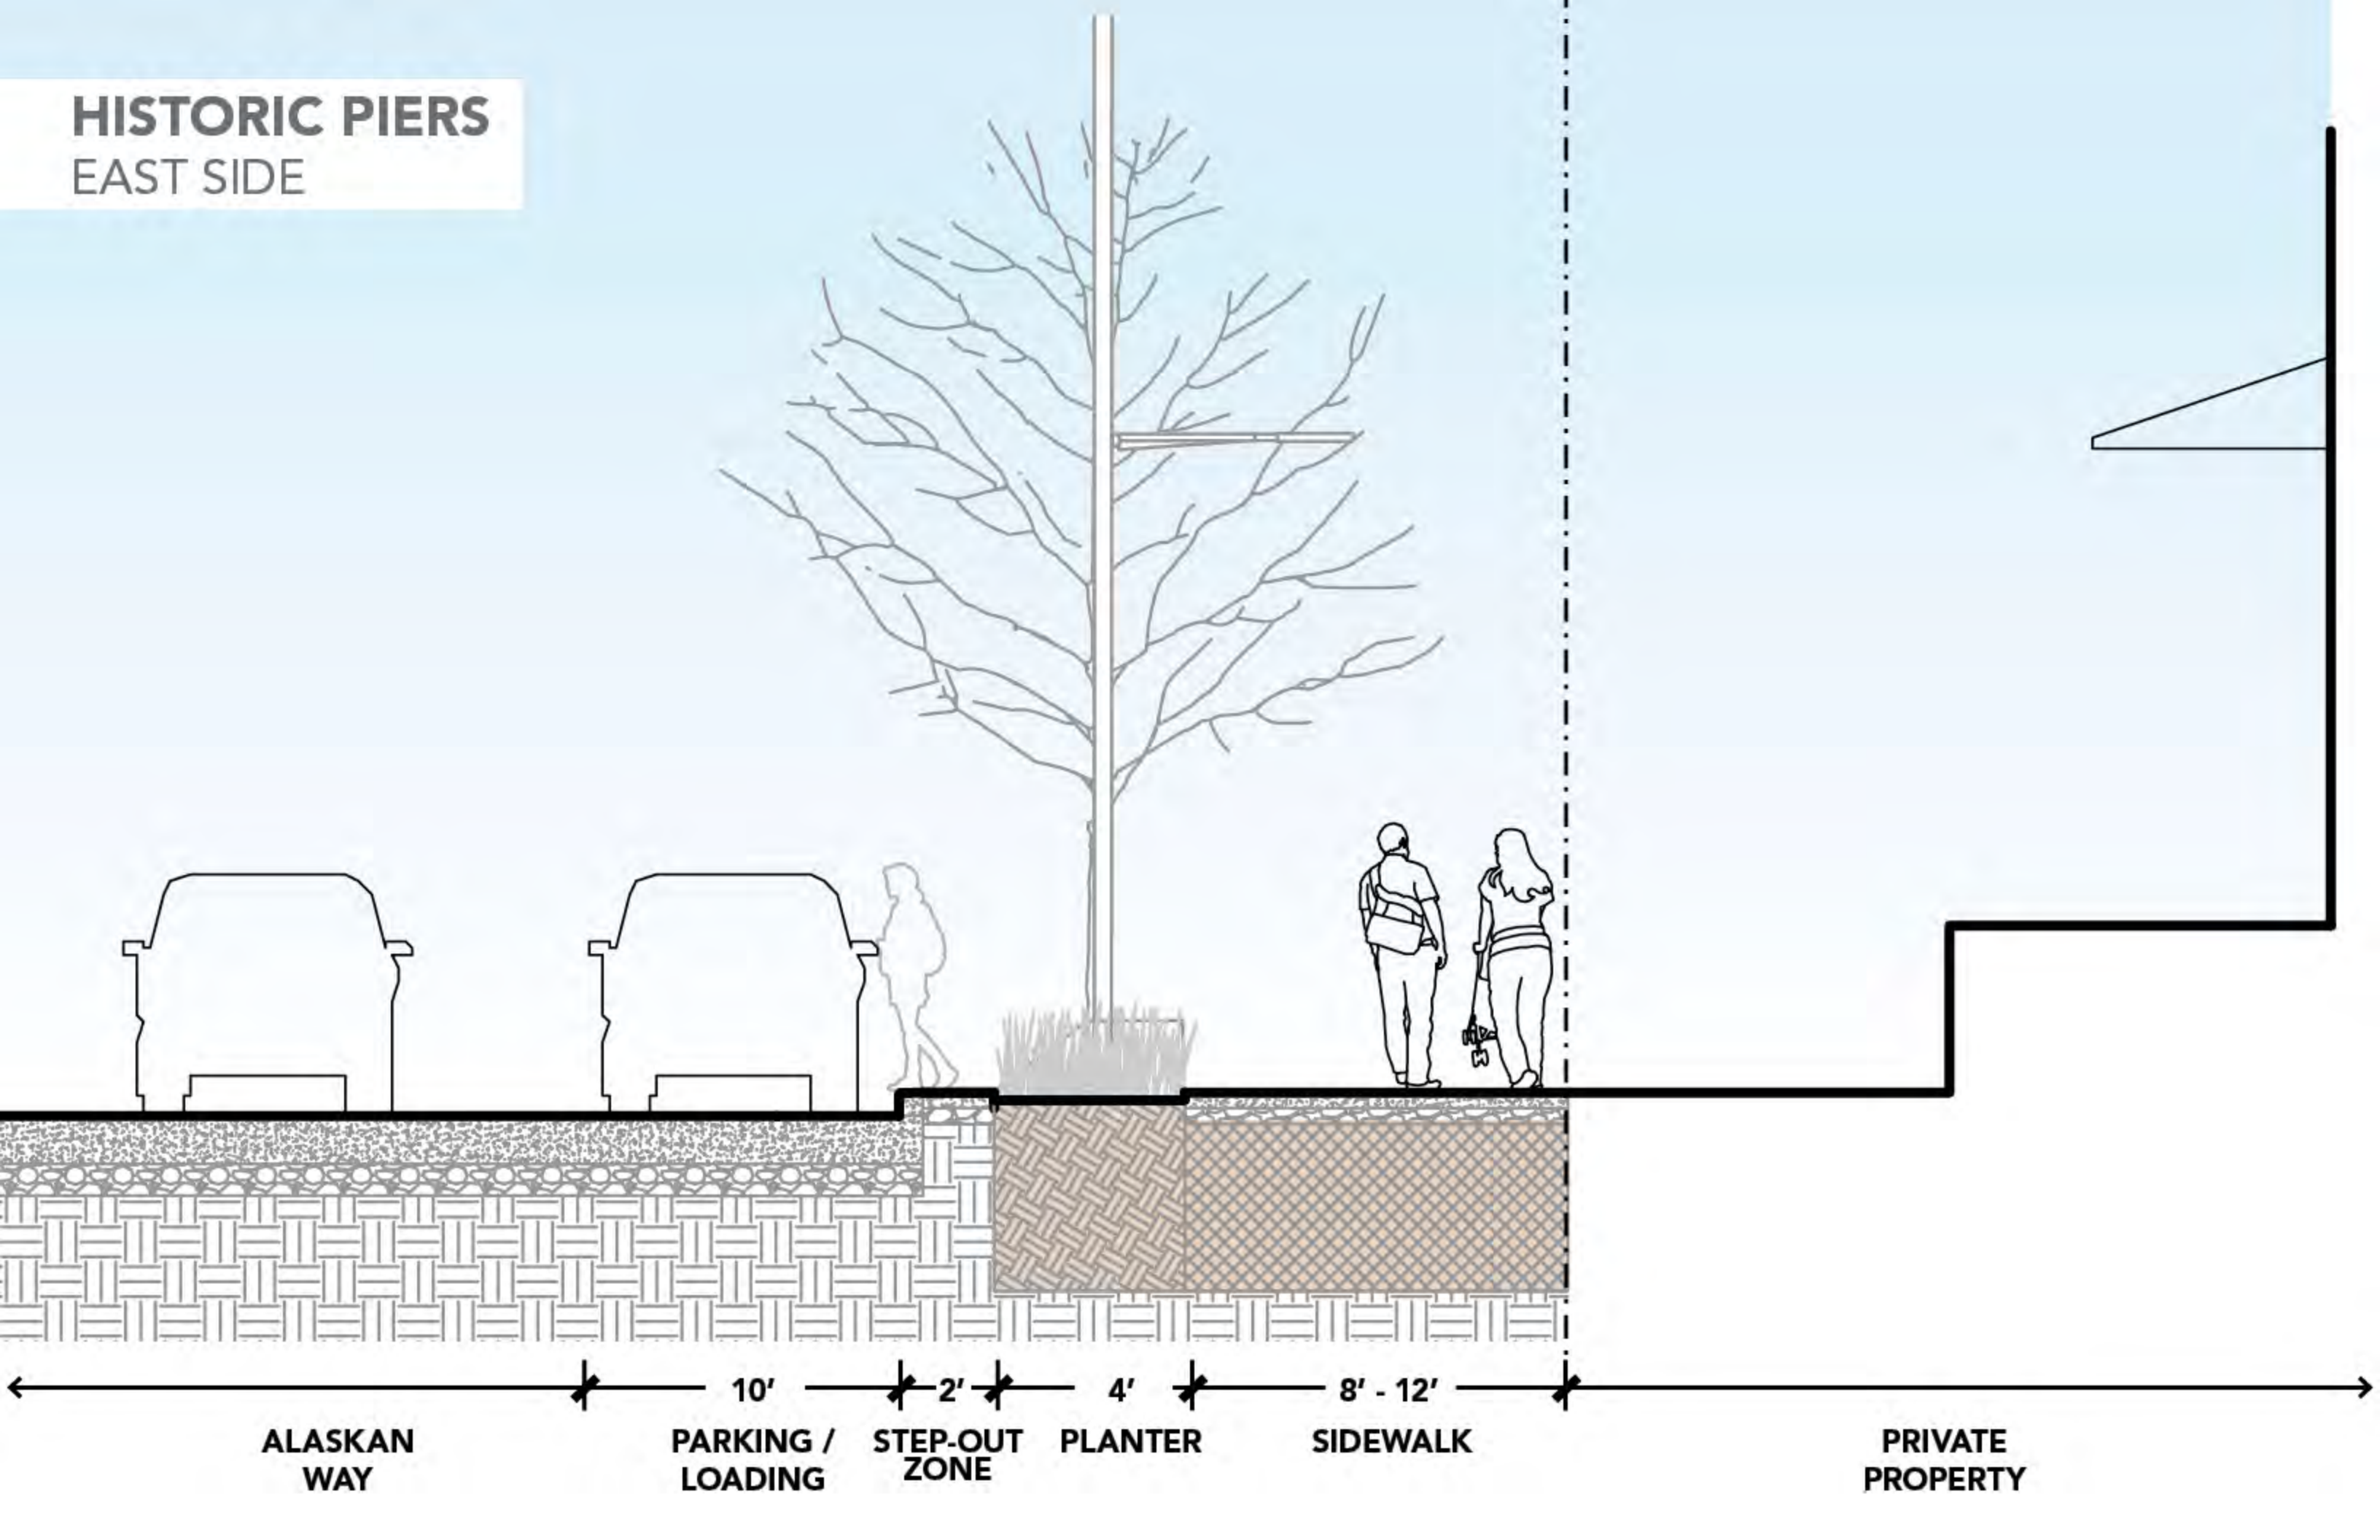 HISTORIC PIERS
EAST SIDE
10' 2' 4' 8' - 12'
ALASKAN
WAY
PARKING /
LOADING
STEP-OUT
ZONE
PLANTER
SIDEWALK
PRIVATE
PROPERTY